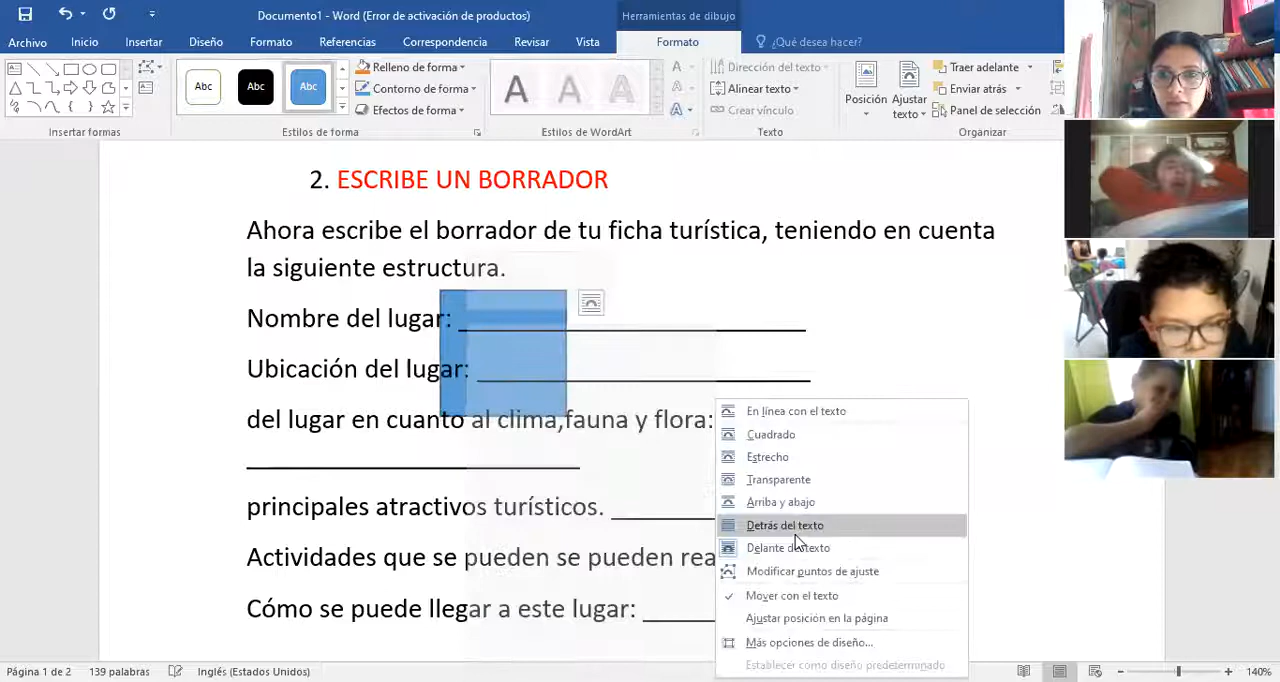 Documento1 - Word (Error de activación de productos)
Herramientas de dibujo
Archivo Inicio Insertar Diseño Formato Referencias Correspondencia Revisar Vista Formato ¿Qué desea hacer?
Abc Abc Abc
Relleno de forma
Contorno de forma
Efectos de forma
A A A
Dirección del texto
Alinear texto
Crear vínculo
Posición
Ajustar texto
Traer adelante
Enviar atrás
Panel de selección
Insertar formas Estilos de forma Estilos de WordArt Texto Organizar
2. ESCRIBE UN BORRADOR
Ahora escribe el borrador de tu ficha turística, teniendo en cuenta
la siguiente estructura.
Nombre del lugar:
Ubicación del lugar:
del lugar en cuanto al clima,fauna y flora:
principales atractivos turísticos.
Actividades que se pueden se pueden rea
Cómo se puede llegar a este lugar:
En línea con el texto
Cuadrado
Estrecho
Transparente
Arriba y abajo
Detrás del texto
Delante del texto
Modificar puntos de ajuste
Mover con el texto
Ajustar posición en la página
Más opciones de diseño...
Establecer como diseño predeterminado
Página 1 de 2 139 palabras Inglés (Estados Unidos) 140%